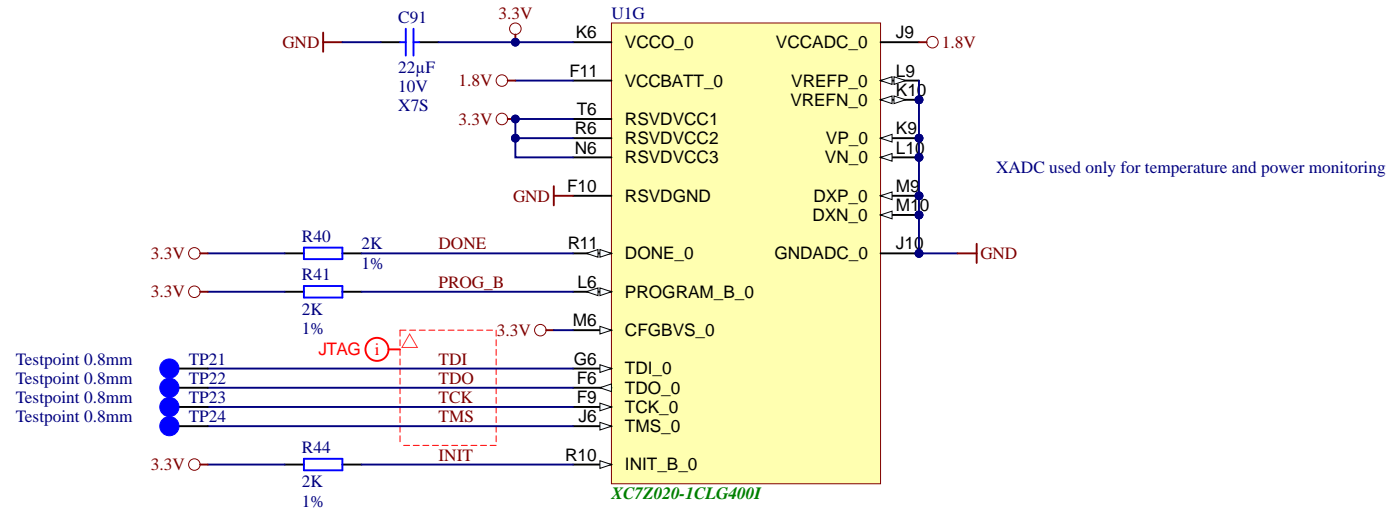 C91
3.3V
U1G
GND
K6
VCCO_0
VCCADC_0
J9
1.8V
22µF
10V
X7S
1.8V
F11
VCCBATT_0
VREFP_0
L9
VREFN_0
K10
3.3V
T6
RSVDVCC1
R6
RSVDVCC2
VP_0
K9
N6
RSVDVCC3
VN_0
L10
XADC used only for temperature and power monitoring
GND
F10
RSVDGND
DXP_0
M9
DXN_0
M10
R40
3.3V
2K
1%
DONE
R11
DONE_0
GNDADC_0
J10
GND
R41
3.3V
2K
1%
PROG_B
L6
PROGRAM_B_0
3.3V
M6
CFGBVS_0
JTAG
i
Testpoint 0.8mm
TP21
TDI
G6
TDI_0
Testpoint 0.8mm
TP22
TDO
F6
TDO_0
Testpoint 0.8mm
TP23
TCK
F9
TCK_0
Testpoint 0.8mm
TP24
TMS
J6
TMS_0
R44
3.3V
2K
1%
INIT
R10
INIT_B_0
XC7Z020-1CLG400I